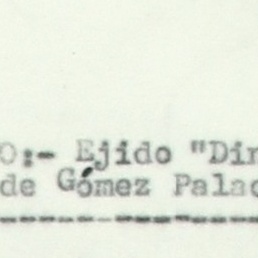 O:- Ejido "Din
de Gómez Palac
--------------